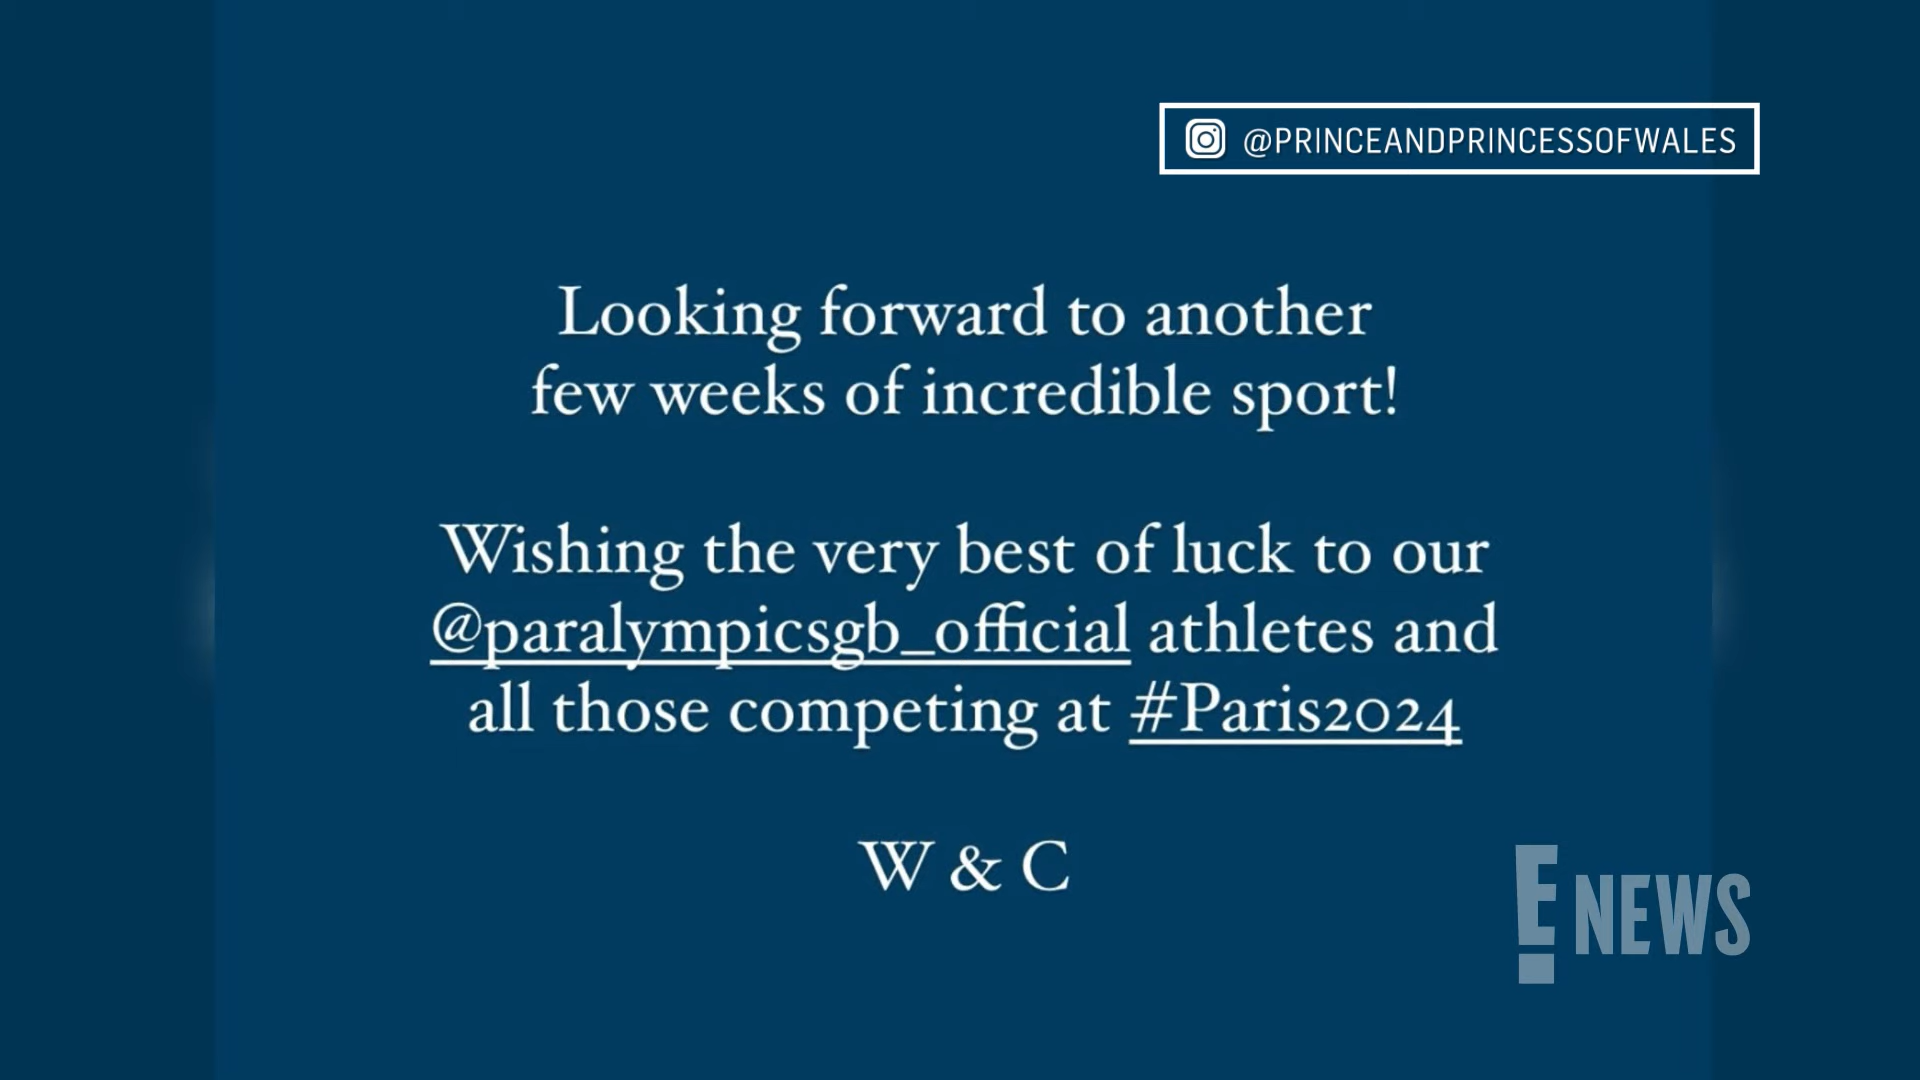 @PRINCEANDPRINCESSOFWALES
Looking forward to another
few weeks of incredible sport!
Wishing the very best of luck to our
@paralympicsgb_official athletes and
all those competing at #Paris2024
W & C
E! NEWS